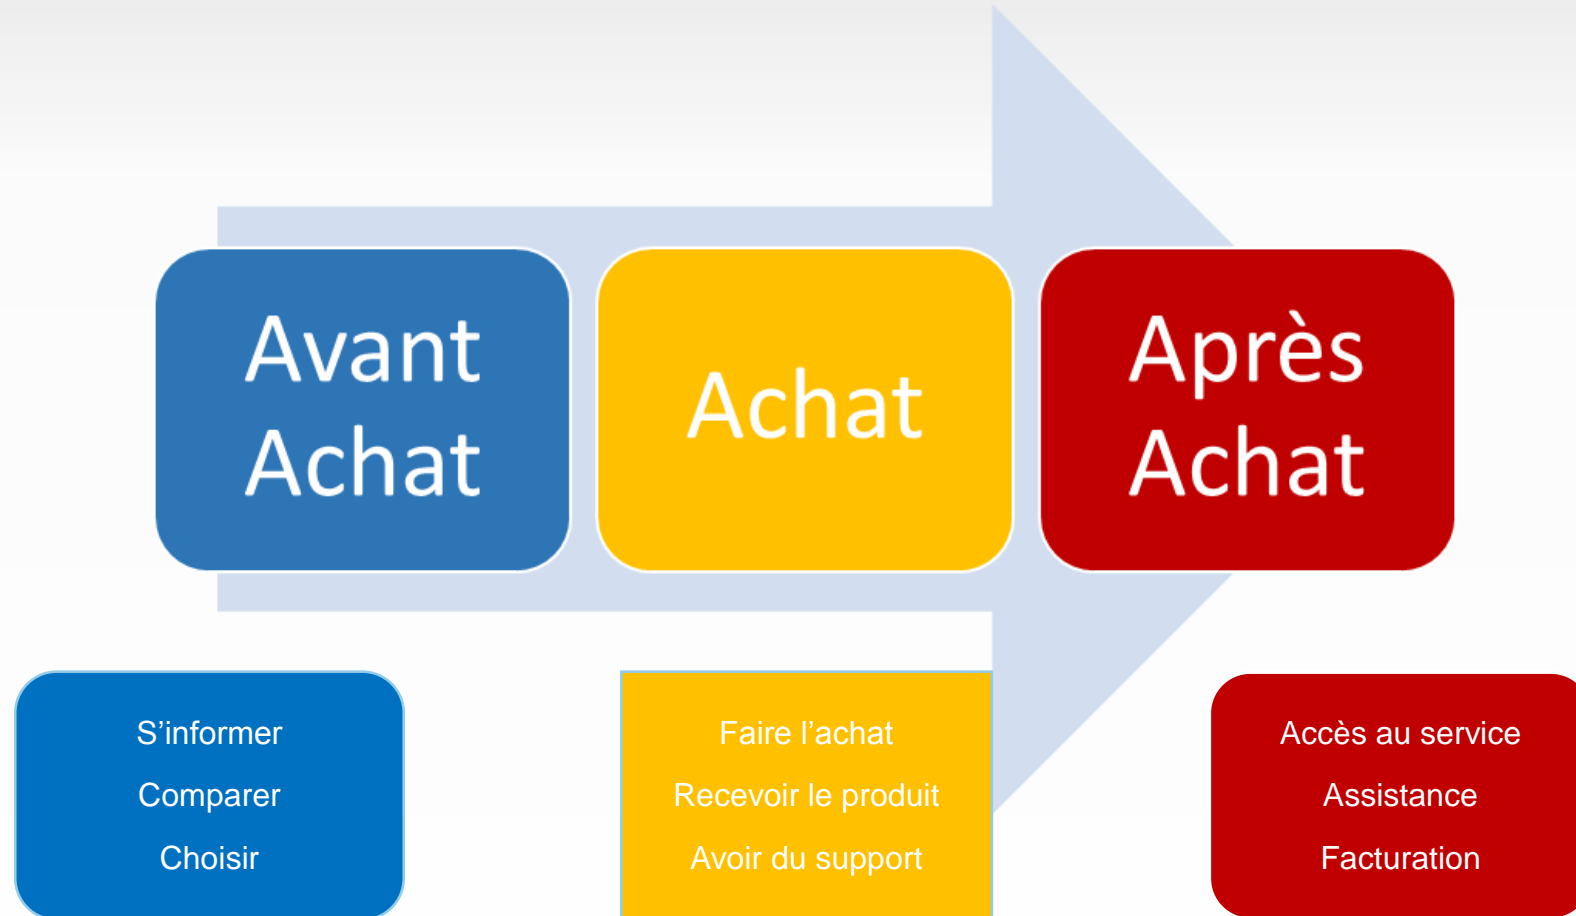 Avant
Achat
Achat
Après
Achat
S’informer
Comparer
Choisir
Faire l’achat
Recevoir le produit
Avoir du support
Accès au service
Assistance
Facturation